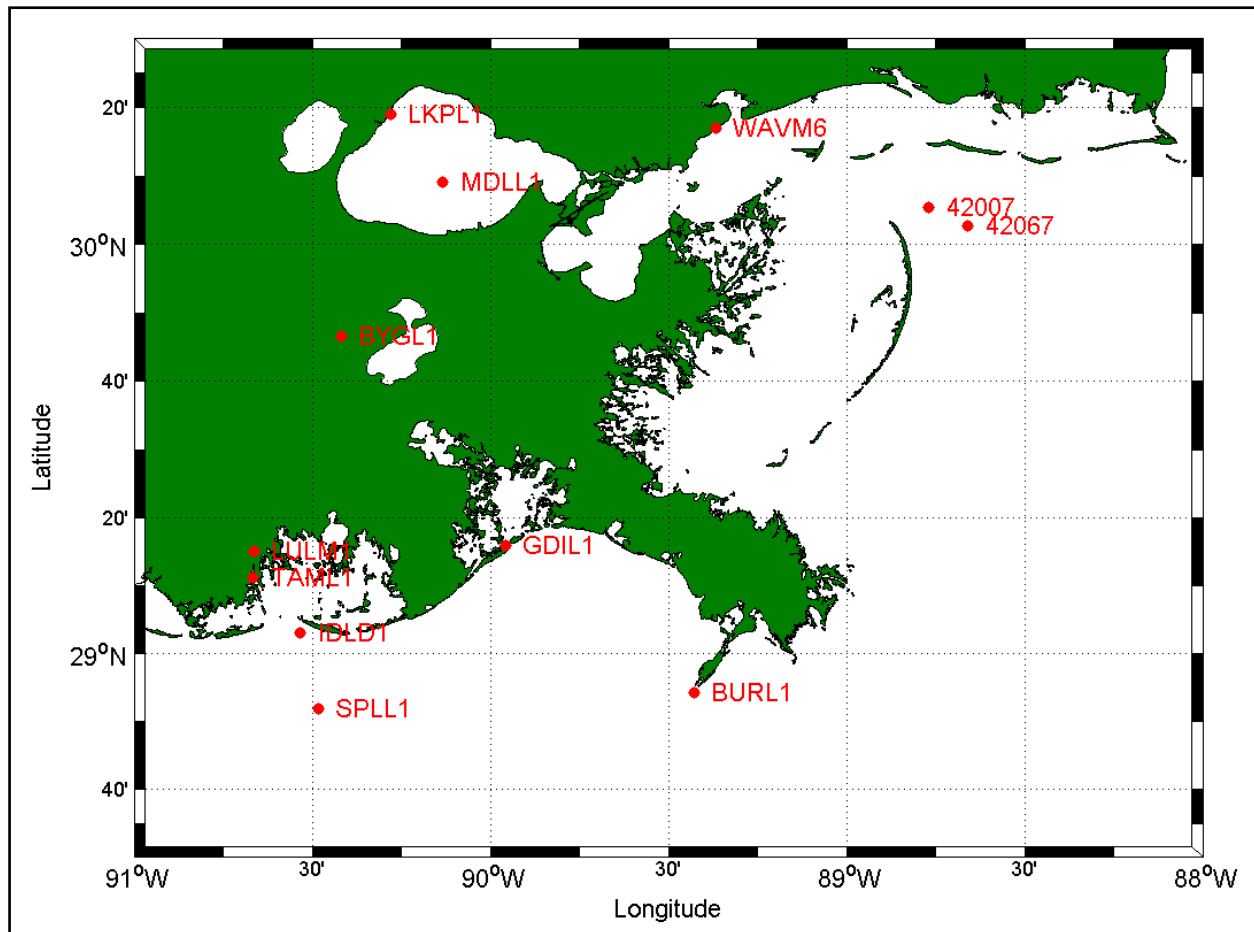 20'
LKPL1
WAVM6
MDLL1
42007
42067
30°N
BYGL1
40'
Latitude
20'
GDIL1
LULM1
TAML1
IDLD1
29°N
BURL1
SPLL1
40'
91°W
30'
90°W
30'
89°W
30'
88°W
Longitude